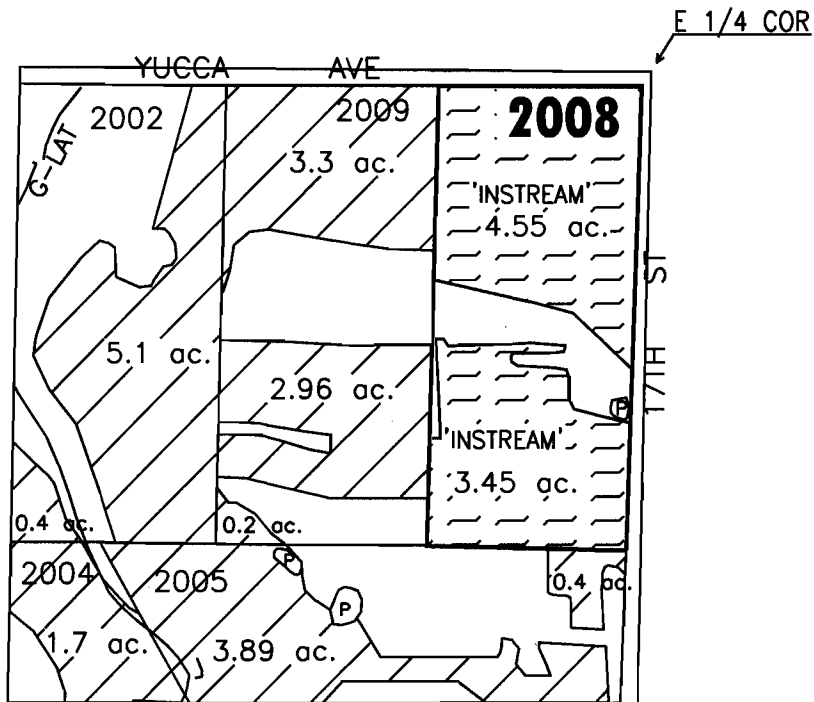 E 1/4 COR
YUCCA AVE
2002
2009
2008
G-LAT
3.3 ac.
'INSTREAM'
4.55 ac.
17TH ST
5.1 ac.
2.96 ac.
P
'INSTREAM'
3.45 ac.
0.4 ac.
0.2 ac.
2004
2005
P
0.4 ac.
P
1.7 ac.
3.89 ac.